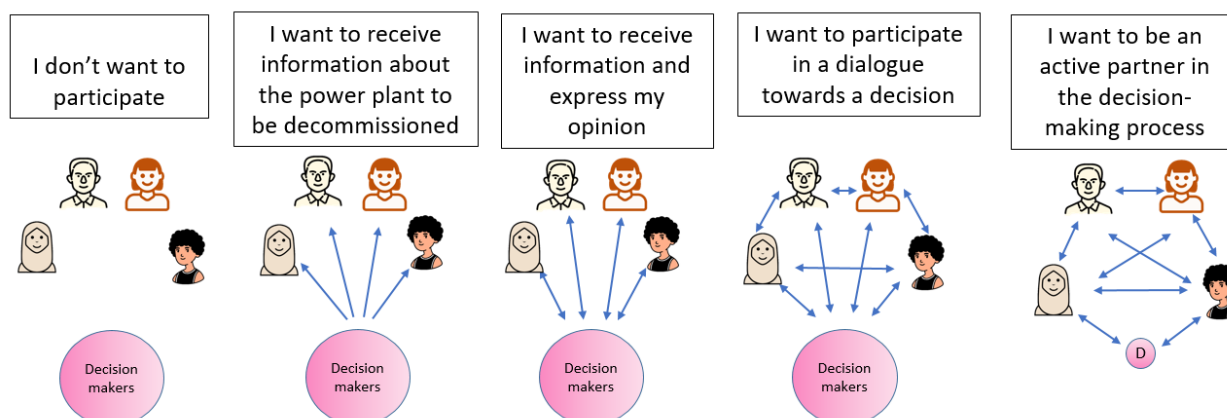 I don’t want to
participate
I want to receive
information about
the power plant to
be decommissioned
I want to receive
information and
express my
opinion
I want to participate
in a dialogue
towards a decision
I want to be an
active partner in
the decision-
making process
Decision
makers
Decision
makers
Decision
makers
Decision
makers
D